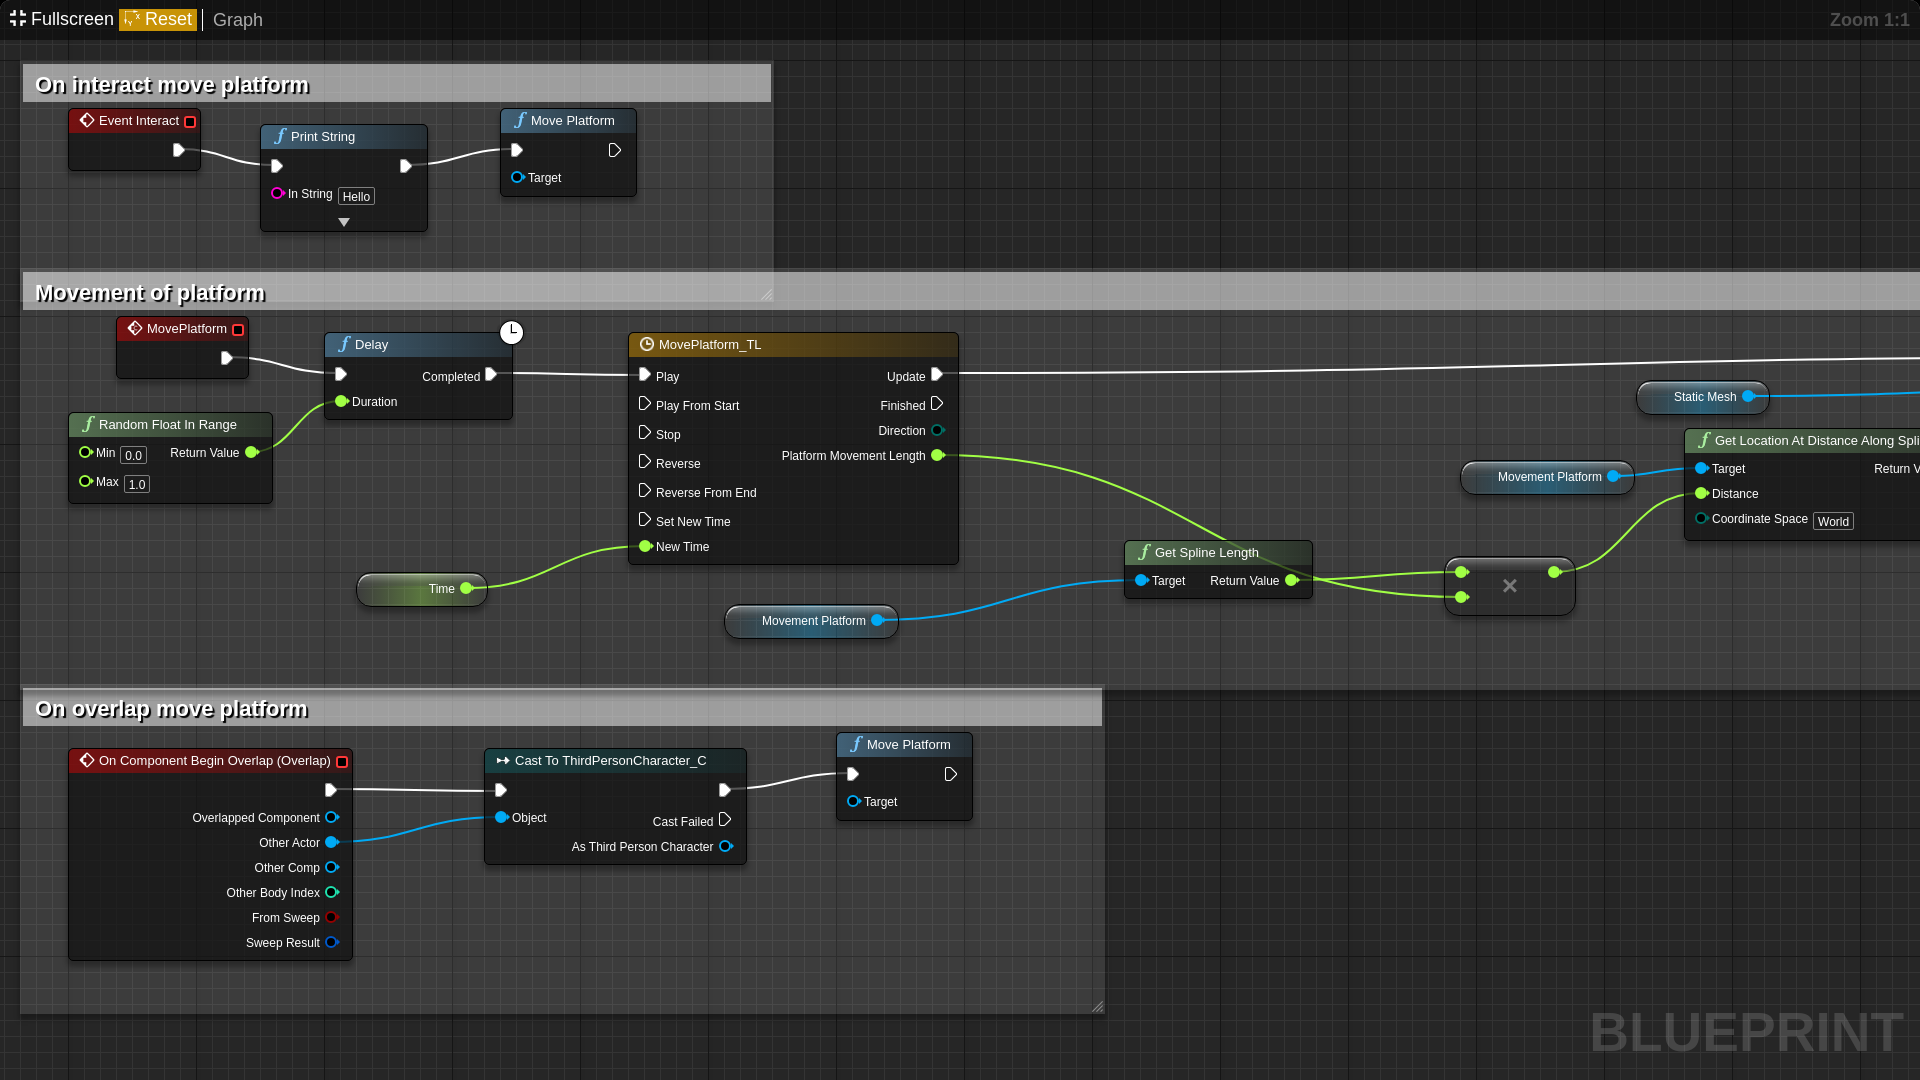 Fullscreen Reset Graph Zoom 1:1
On interact move platform
Event Interact
Print String
In String Hello
Move Platform
Target
Movement of platform
MovePlatform
Delay
Completed
Duration
Random Float In Range
Min 0.0 Return Value
Max 1.0
MovePlatform_TL
Play Update
Play From Start Finished
Stop Direction
Reverse Platform Movement Length
Reverse From End
Set New Time
New Time
Time
Movement Platform
Get Spline Length
Target Return Value
Static Mesh
Movement Platform
Get Location At Distance Along Spli
Target Return V
Distance
Coordinate Space World
On overlap move platform
On Component Begin Overlap (Overlap)
Overlapped Component
Other Actor
Other Comp
Other Body Index
From Sweep
Sweep Result
Cast To ThirdPersonCharacter_C
Object Cast Failed
As Third Person Character
Move Platform
Target
BLUEPRINT